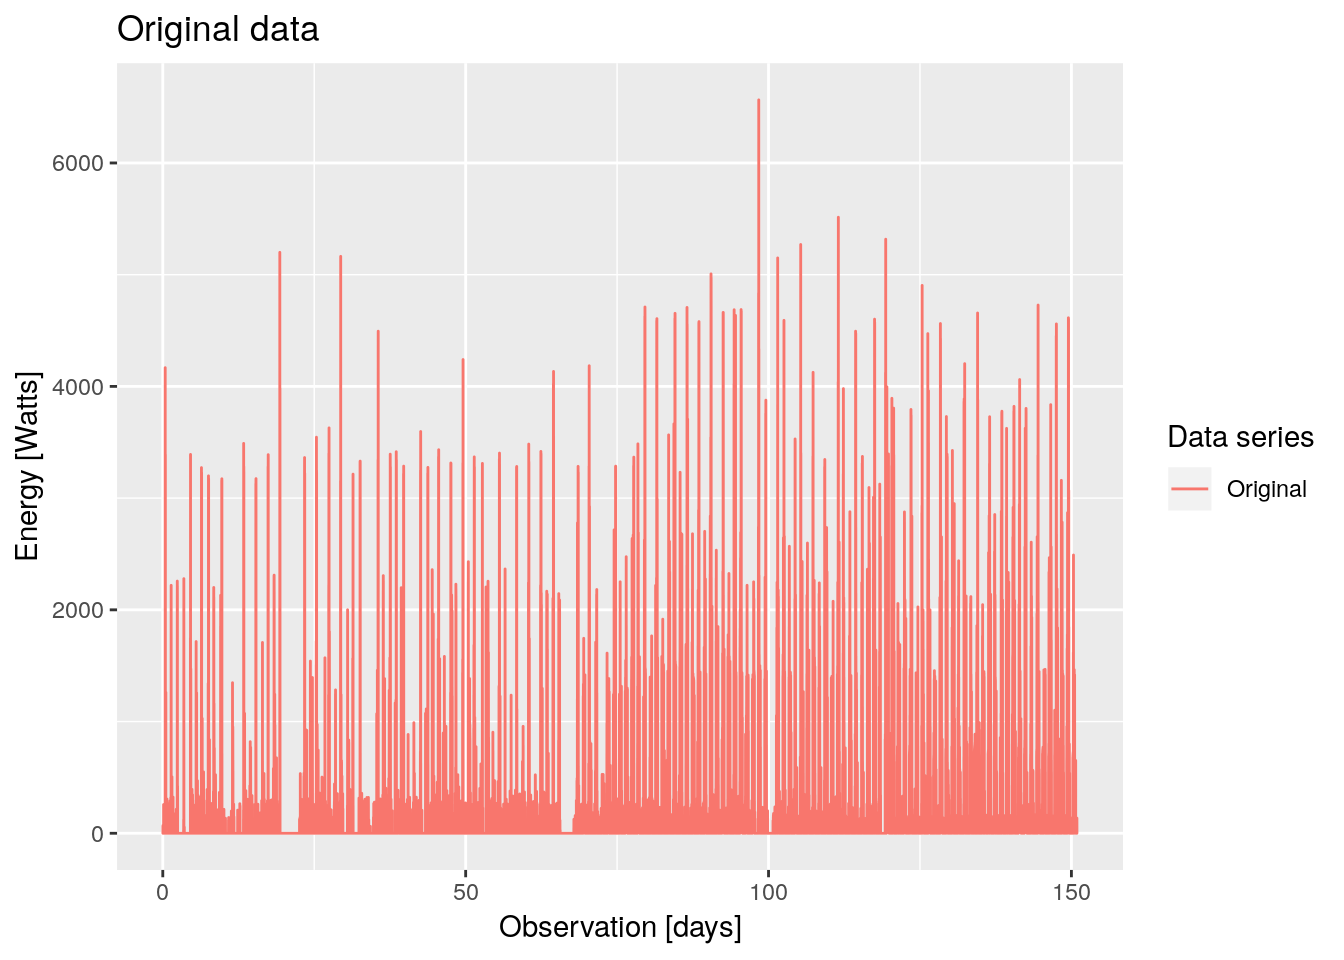 Original data
6000
4000
2000
0
Energy [Watts]
0 50 100 150
Observation [days]
Data series
Original